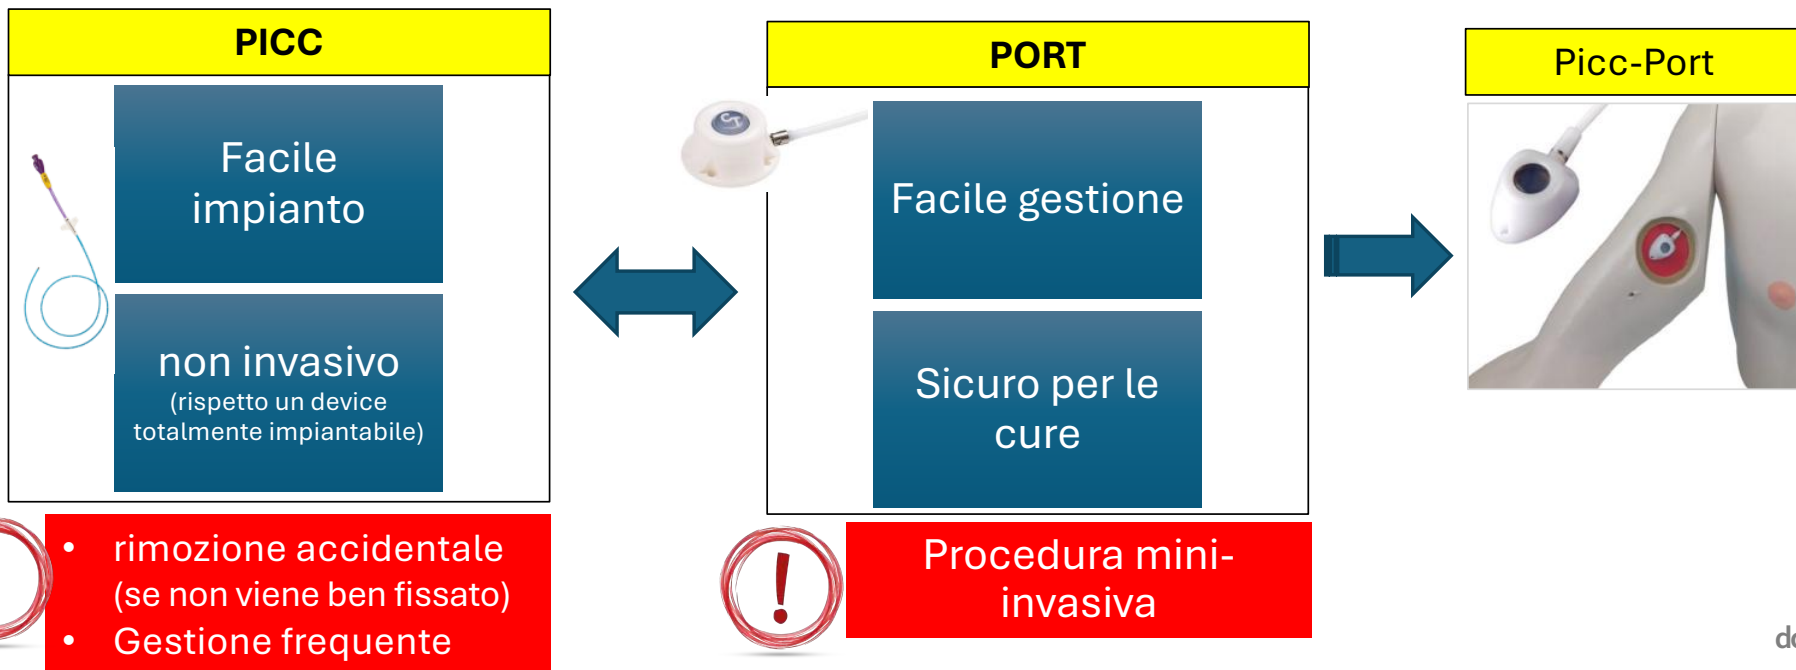 PICC
Facile
impianto
non invasivo
(rispetto un device
totalmente impiantabile)
• rimozione accidentale
(se non viene ben fissato)
• Gestione frequente
PORT
CT
Facile gestione
Sicuro per le
cure
!
Procedura mini-
invasiva
Picc-Port